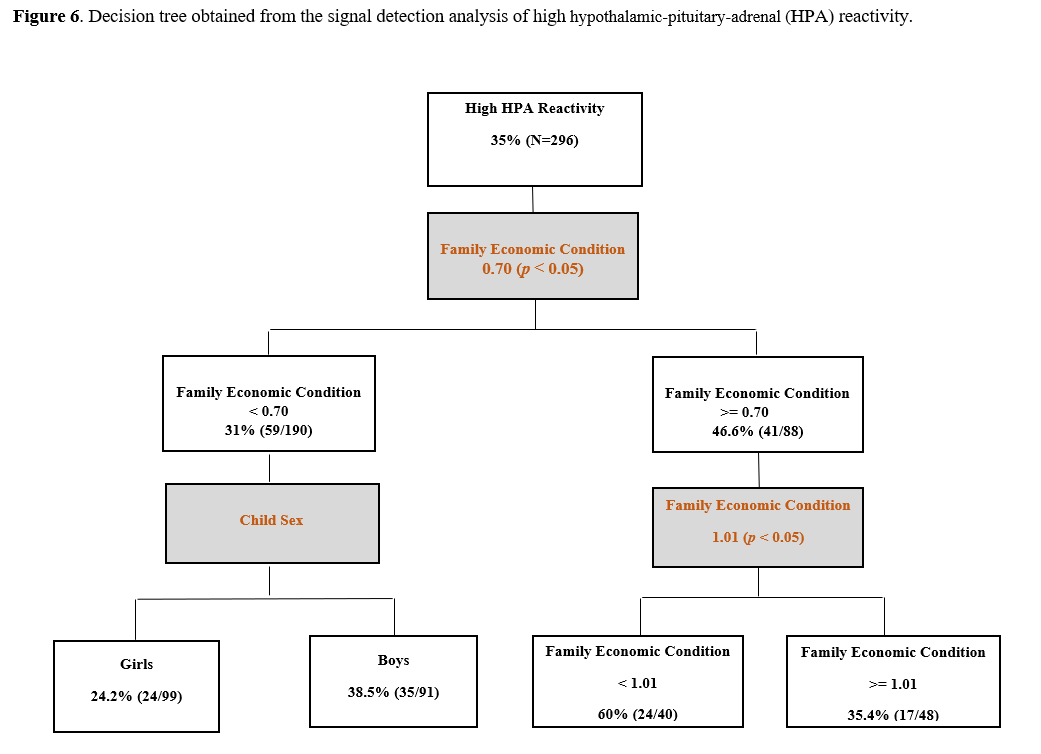 Figure 6. Decision tree obtained from the signal detection analysis of high hypothalamic-pituitary-adrenal (HPA) reactivity.
High HPA Reactivity
35% (N=296)
Family Economic Condition
0.70 (p < 0.05)
Family Economic Condition
< 0.70
31% (59/190)
Family Economic Condition
>= 0.70
46.6% (41/88)
Child Sex
Family Economic Condition
1.01 (p < 0.05)
Girls
24.2% (24/99)
Boys
38.5% (35/91)
Family Economic Condition
< 1.01
60% (24/40)
Family Economic Condition
>= 1.01
35.4% (17/48)